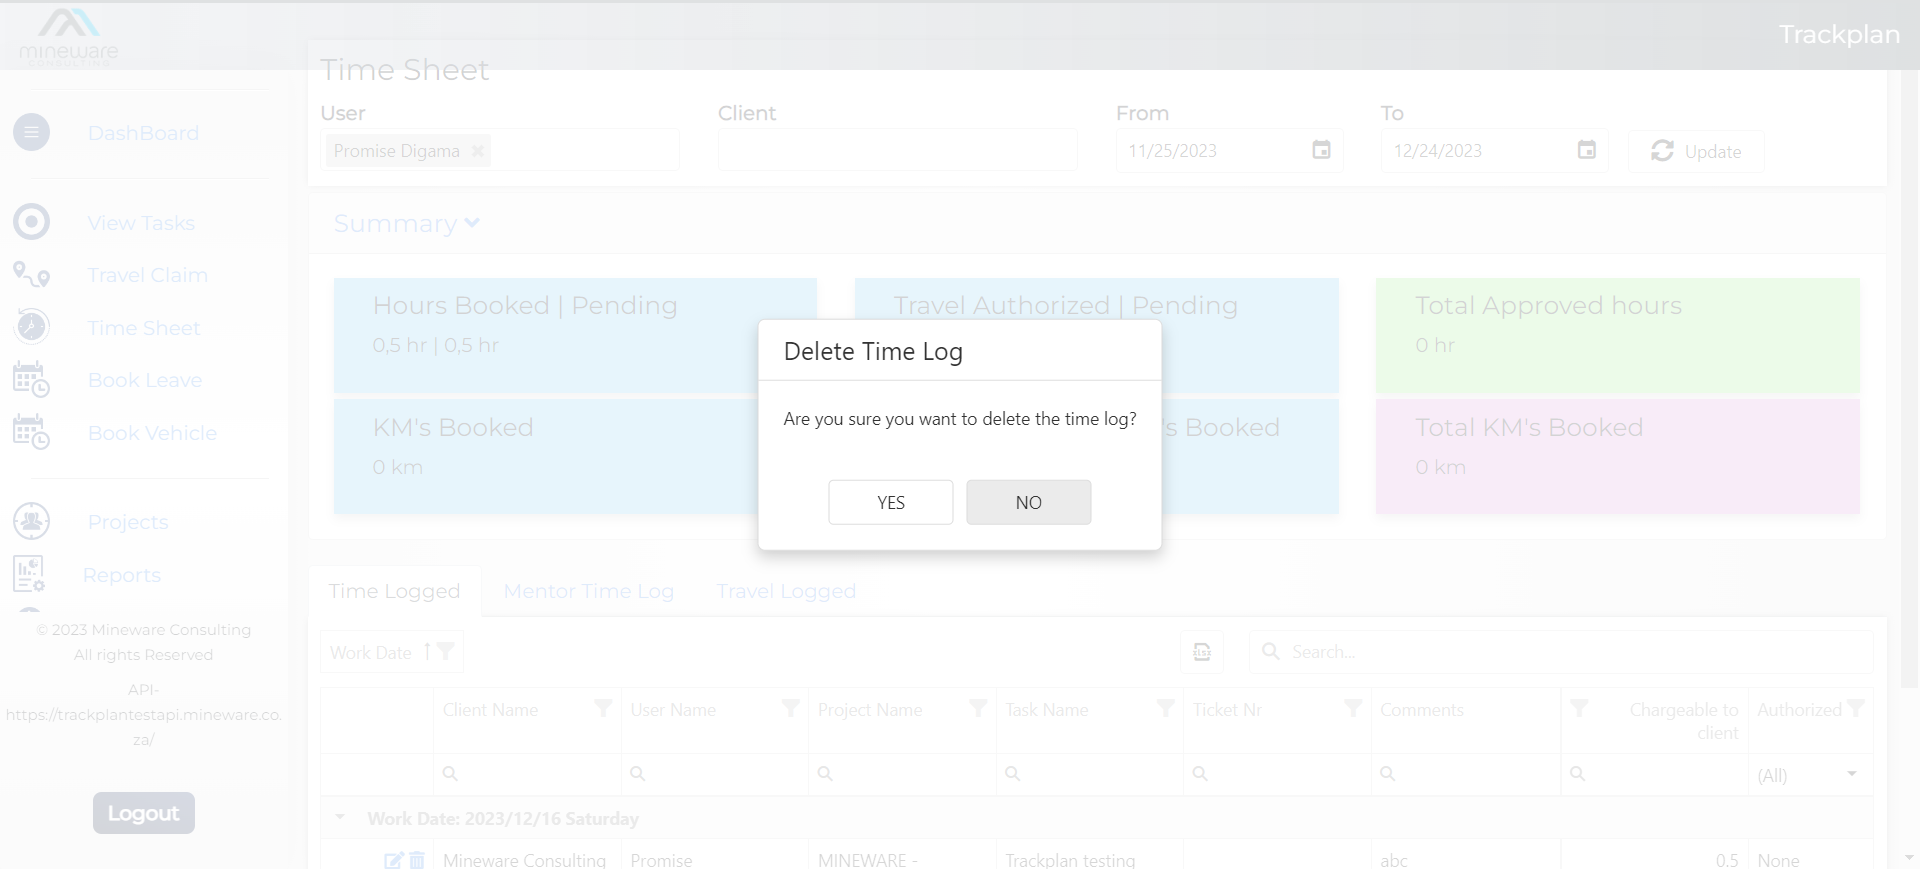 mineware
CONSULTING
Trackplan
Time Sheet
User
Client
From
To
Promise Digama
11/25/2023
12/24/2023
Update
DashBoard
View Tasks
Travel Claim
Time Sheet
Book Leave
Book Vehicle
Projects
Reports
© 2023 Mineware Consulting
All rights Reserved
API-
https://trackplantestapi.mineware.co.
za/
Logout
Summary
Hours Booked | Pending
0,5 hr | 0,5 hr
Travel Authorized | Pending
Total Approved hours
0 hr
KM's Booked
0 km
's Booked
Total KM's Booked
0 km
Delete Time Log
Are you sure you want to delete the time log?
YES
NO
Time Logged
Mentor Time Log
Travel Logged
Work Date
xlsx
Search...
Client Name
User Name
Project Name
Task Name
Ticket Nr
Comments
Chargeable to
client
Authorized
(All)
Work Date: 2023/12/16 Saturday
Mineware Consulting
Promise
MINEWARE -
Trackplan testing
abc
0.5
None